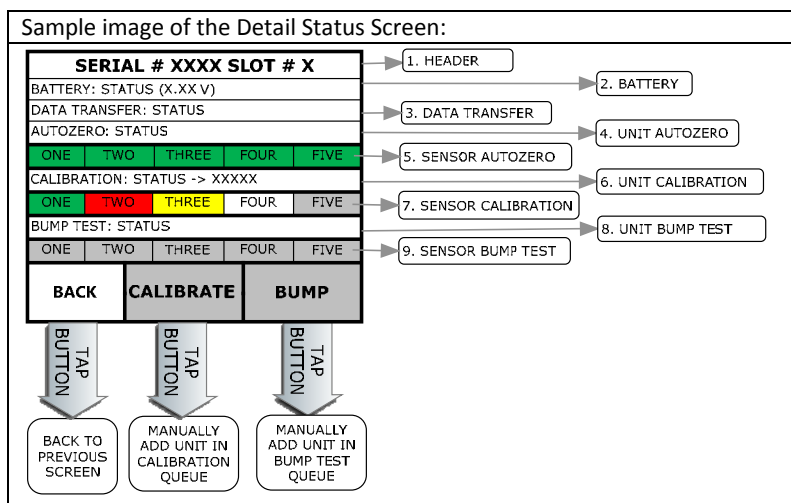 Sample image of the Detail Status Screen:
SERIAL # XXXX SLOT # X
1. HEADER
BATTERY: STATUS (X.XX V)
2. BATTERY
DATA TRANSFER: STATUS
3. DATA TRANSFER
AUTOZERO: STATUS
4. UNIT AUTOZERO
ONE TWO THREE FOUR FIVE
5. SENSOR AUTOZERO
CALIBRATION: STATUS -> XXXXX
6. UNIT CALIBRATION
ONE TWO THREE FOUR FIVE
7. SENSOR CALIBRATION
BUMP TEST: STATUS
8. UNIT BUMP TEST
ONE TWO THREE FOUR FIVE
9. SENSOR BUMP TEST
BACK CALIBRATE BUMP
TAP
BUTTON
TAP
BUTTON
TAP
BUTTON
BACK TO
PREVIOUS
SCREEN
MANUALLY
ADD UNIT IN
CALIBRATION
QUEUE
MANUALLY
ADD UNIT IN
BUMP TEST
QUEUE